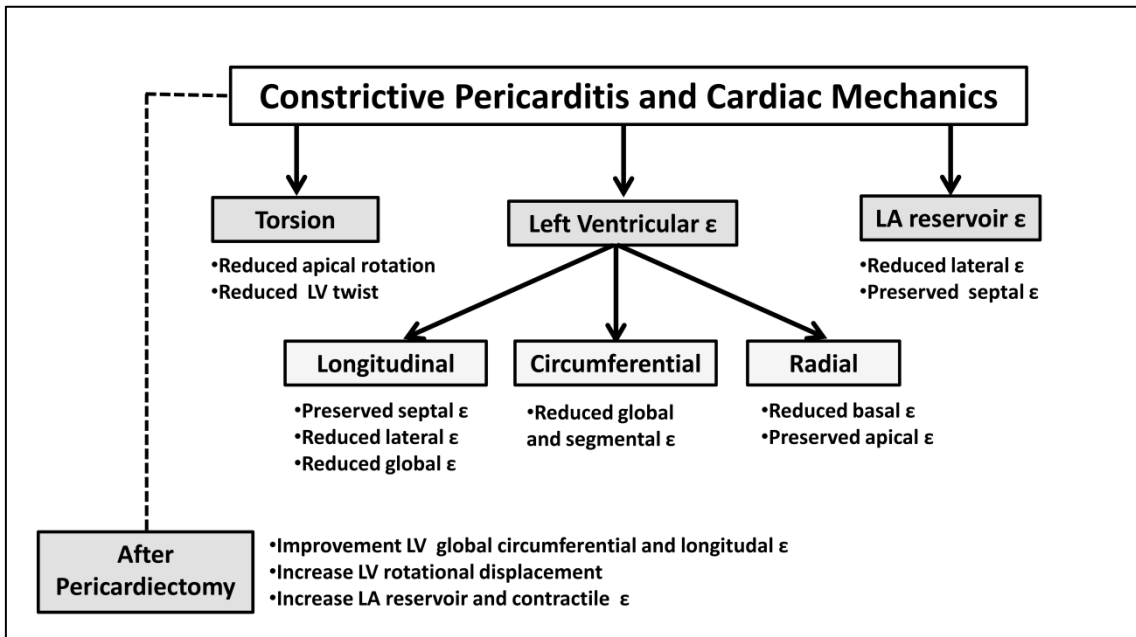 Constrictive Pericarditis and Cardiac Mechanics
Torsion
•Reduced apical rotation
•Reduced LV twist
Left Ventricular ε
LA reservoir ε
•Reduced lateral ε
•Preserved septal ε
Longitudinal
•Preserved septal ε
•Reduced lateral ε
•Reduced global ε
Circumferential
•Reduced global
and segmental ε
Radial
•Reduced basal ε
•Preserved apical ε
After
Pericardiectomy
•Improvement LV global circumferential and longitudal ε
•Increase LV rotational displacement
•Increase LA reservoir and contractile ε